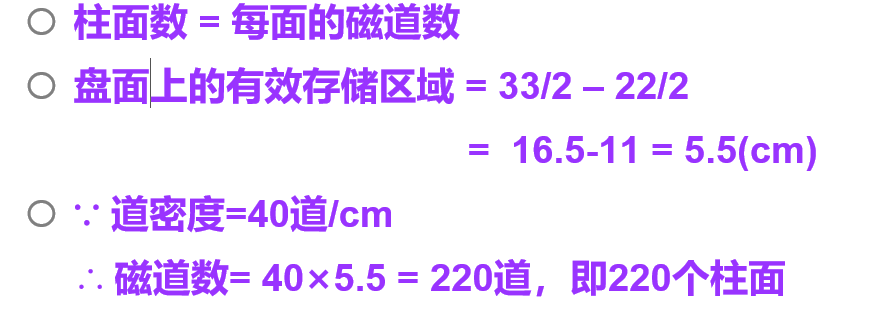 柱面数 = 每面的磁道数
盘面上的有效存储区域 = 33/2 – 22/2
= 16.5-11 = 5.5(cm)
∵ 道密度=40道/cm
∴ 磁道数= 40×5.5 = 220道，即220个柱面